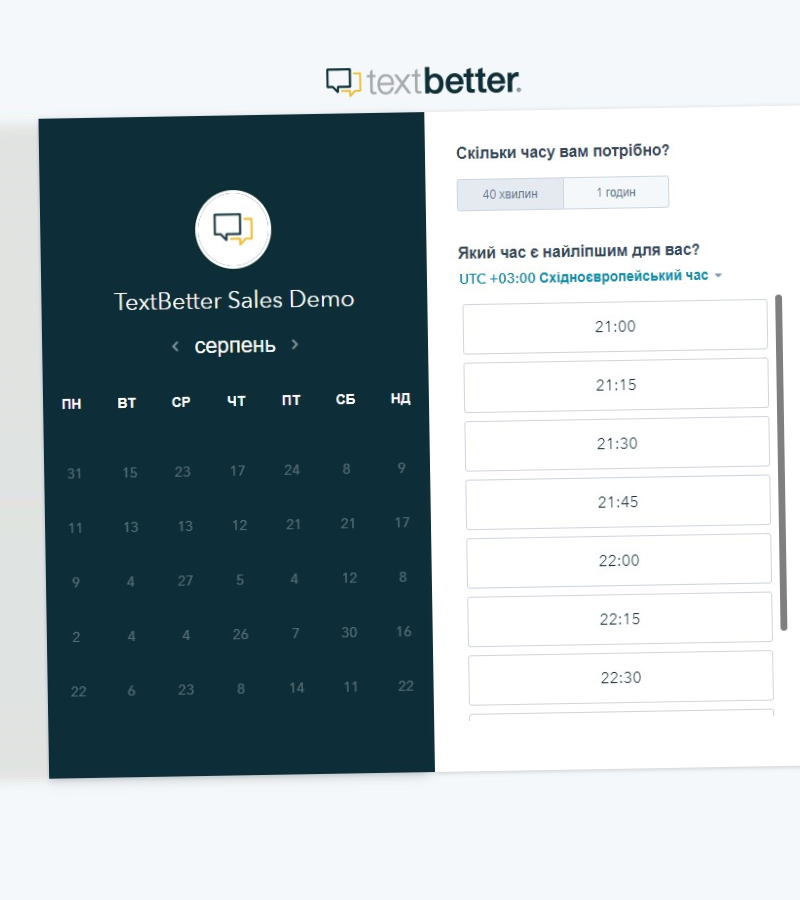 textbetter.
TextBetter Sales Demo
серпень
ПН ВТ СР ЧТ ПТ СБ НД
31 15 23 17 24 8 9
11 13 13 12 21 21 17
9 4 27 5 4 12 8
2 4 4 26 7 30 16
22 6 23 8 14 11 22
Скільки часу вам потрібно?
40 хвилин 1 годин
Який час є найліпшим для вас?
UTC +03:00 Східноєвропейський час
21:00
21:15
21:30
21:45
22:00
22:15
22:30